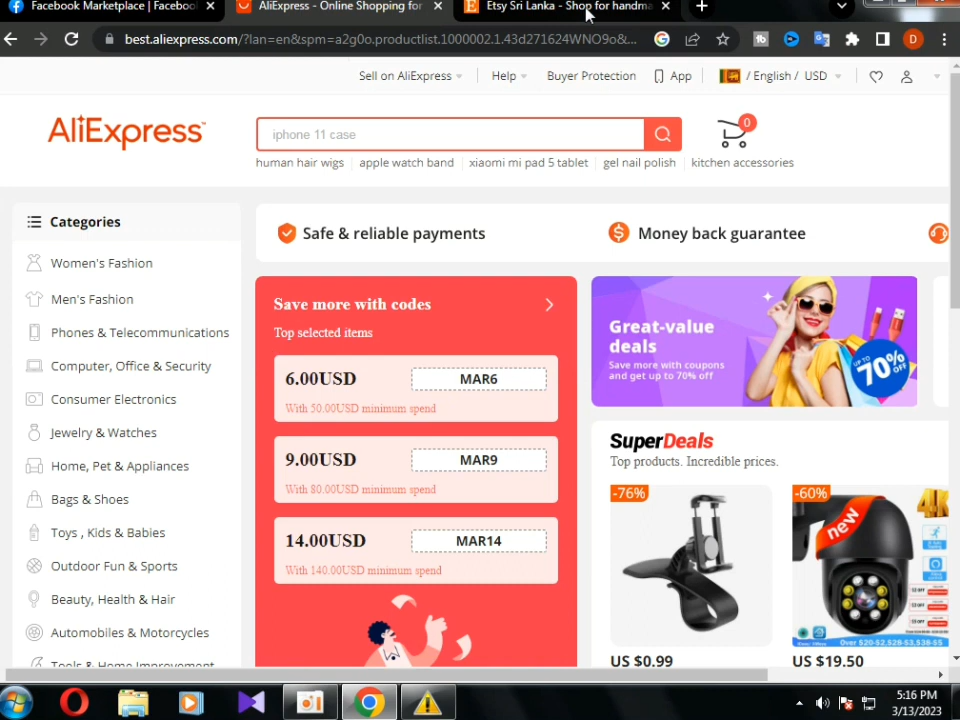 Facebook Marketplace | Facebool
AliExpress - Online Shopping for
Etsy Sri Lanka - Shop for handma
best.aliexpress.com/?lan=en&spm=a2g0o.productlist.1000002.1.43d271624WNO9o&...
D
Sell on AliExpress
Help
Buyer Protection
App
/ English / USD
AliExpress
iphone 11 case
0
human hair wigs
apple watch band
xiaomi mi pad 5 tablet
gel nail polish
kitchen accessories
Categories
Women's Fashion
Men's Fashion
Phones & Telecommunications
Computer, Office & Security
Consumer Electronics
Jewelry & Watches
Home, Pet & Appliances
Bags & Shoes
Toys , Kids & Babies
Outdoor Fun & Sports
Beauty, Health & Hair
Automobiles & Motorcycles
Tools & Home Improvement
Safe & reliable payments
Money back guarantee
Save more with codes
Top selected items
6.00USD
MAR6
With 50.00USD minimum spend
9.00USD
MAR9
With 80.00USD minimum spend
14.00USD
MAR14
With 140.00USD minimum spend
Great-value
deals
Save more with coupons
and get up to 70% off
UP TO
70%
OFF
SuperDeals
Top products. Incredible prices.
-76%
US $0.99
-60%
new
4K
US $19.50
5:16 PM
3/13/2023